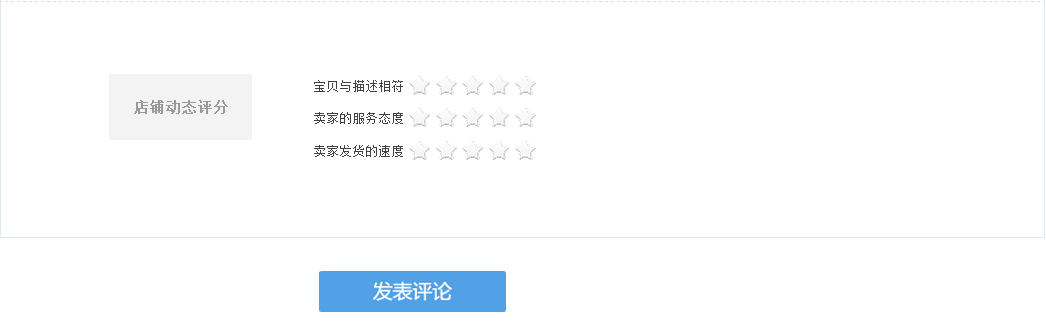 店铺动态评分
宝贝与描述相符
卖家的服务态度
卖家发货的速度
发表评论